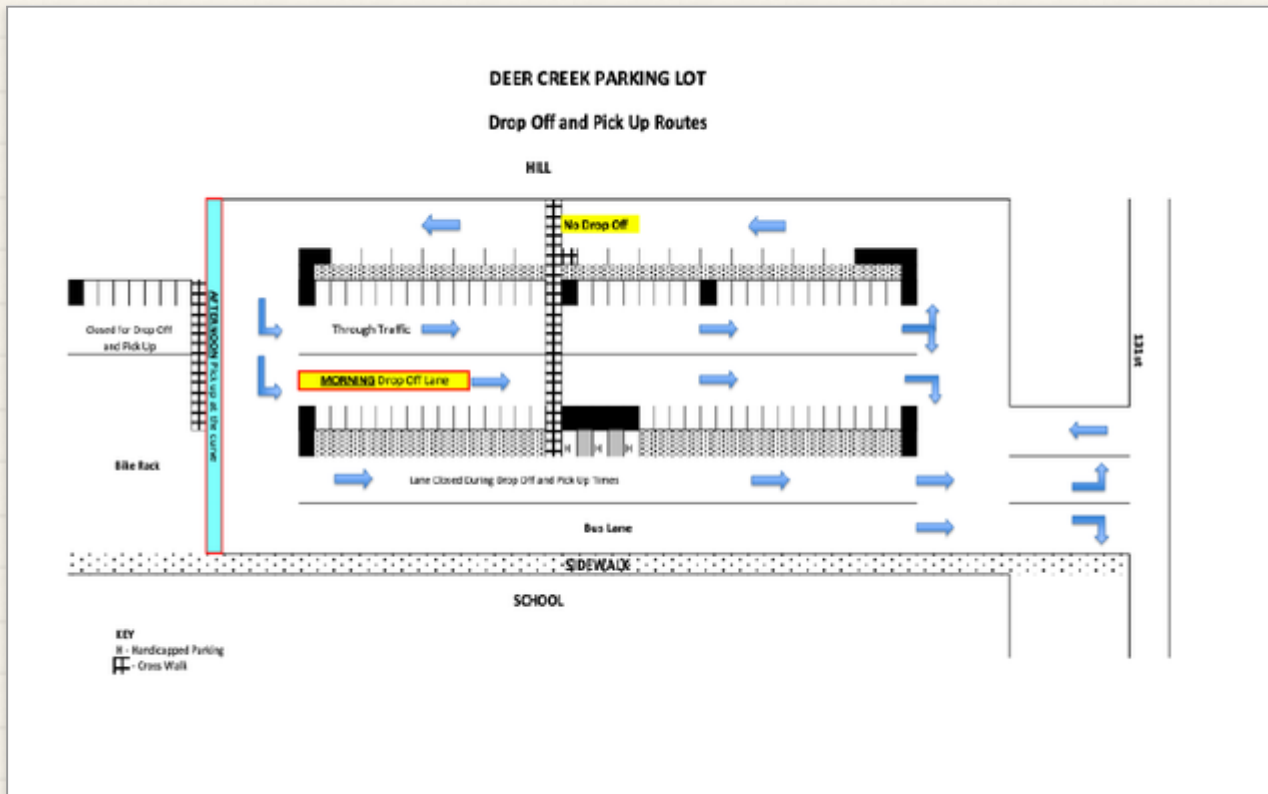 DEER CREEK PARKING LOT
Drop Off and Pick Up Routes
HILL
No Drop Off
AFTERNOON Pick up at the curve
Closed for Drop Off
and Pick Up
Through Traffic
131st
MORNING Drop Off Lane
Bike Rack
H
H
H
Lane Closed During Drop Off and Pick Up Times
Bus Lane
SIDEWALK
SCHOOL
KEY
H - Handicapped Parking
- Cross Walk